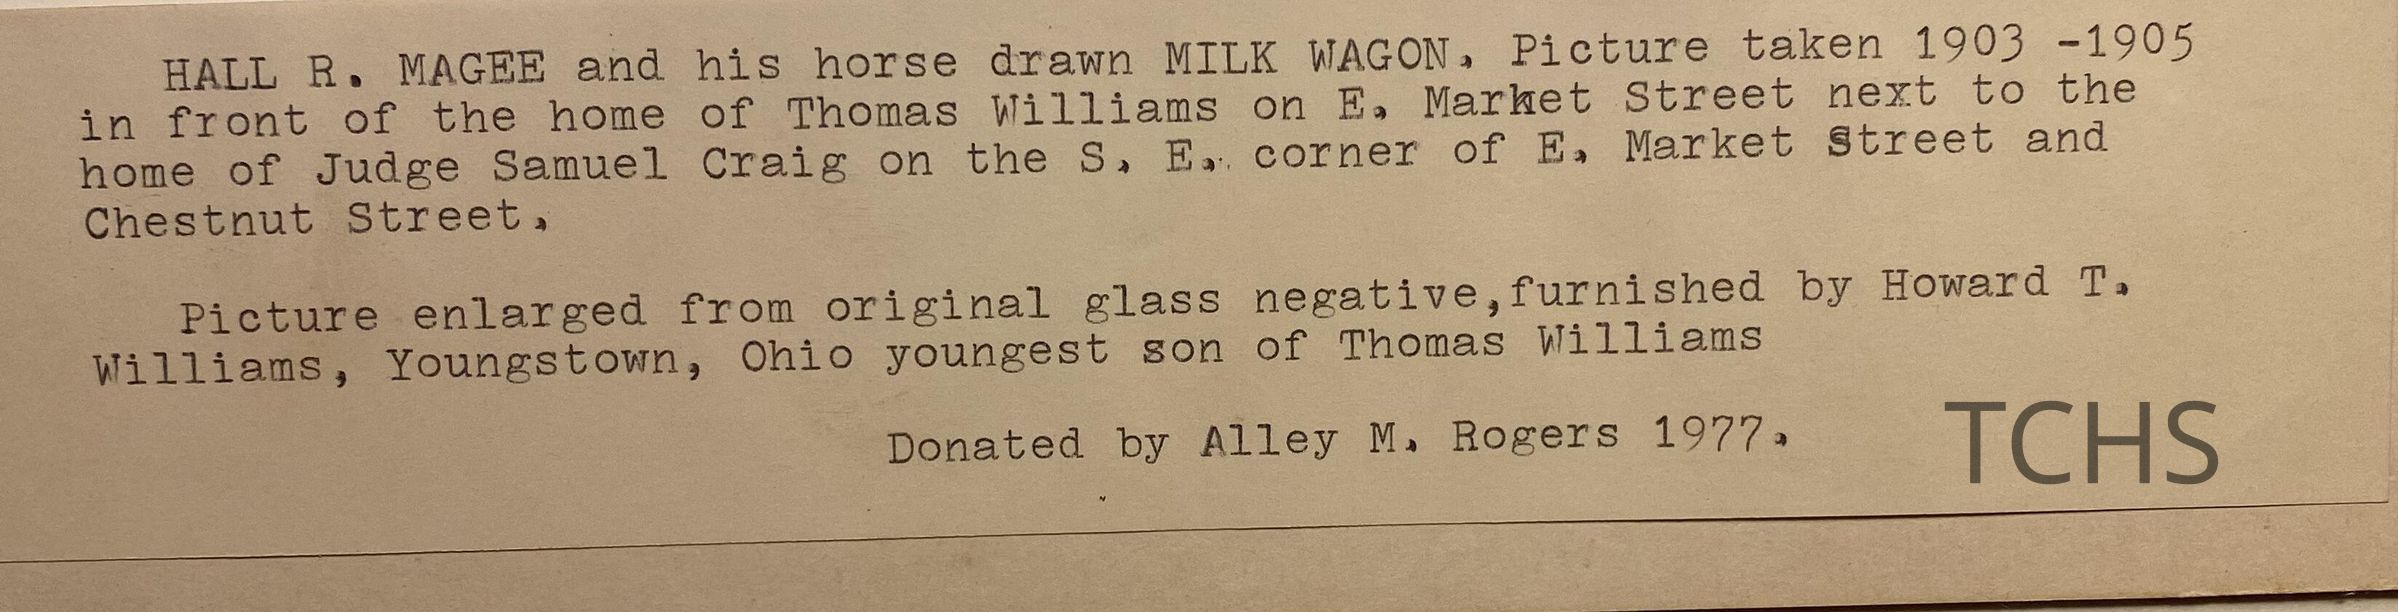 HALL R. MAGEE and his horse drawn MILK WAGON. Picture taken 1903 -1905
in front of the home of Thomas Williams on E. Market Street next to the
home of Judge Samuel Craig on the S. E. corner of E. Market Street and
Chestnut Street.
Picture enlarged from original glass negative,furnished by Howard T.
Williams, Youngstown, Ohio youngest son of Thomas Williams
Donated by Alley M. Rogers 1977.
TCHS